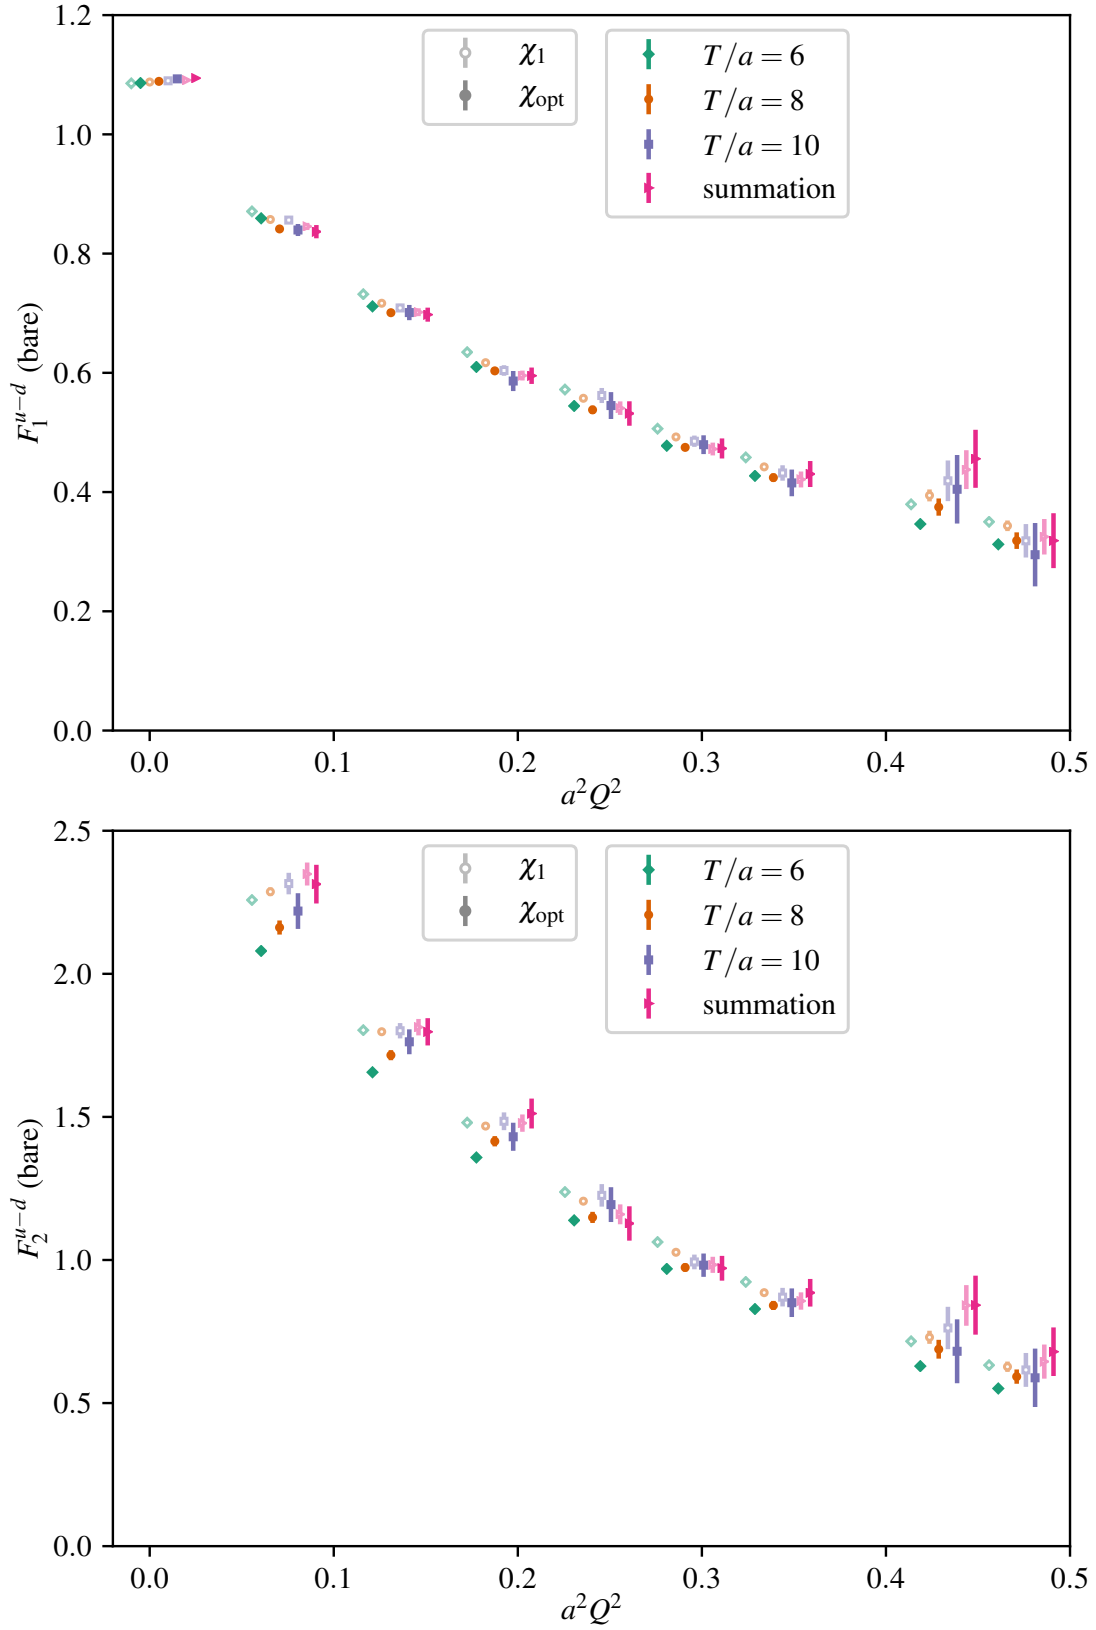 1.2
1.0
0.8
0.6
0.4
0.2
0.0
F₁ᵘ⁻ᵈ (bare)
χ₁
χopt
T/a = 6
T/a = 8
T/a = 10
summation
0.0 0.1 0.2 0.3 0.4 0.5
a²Q²
2.5
2.0
1.5
1.0
0.5
0.0
F₂ᵘ⁻ᵈ (bare)
χ₁
χopt
T/a = 6
T/a = 8
T/a = 10
summation
0.0 0.1 0.2 0.3 0.4 0.5
a²Q²